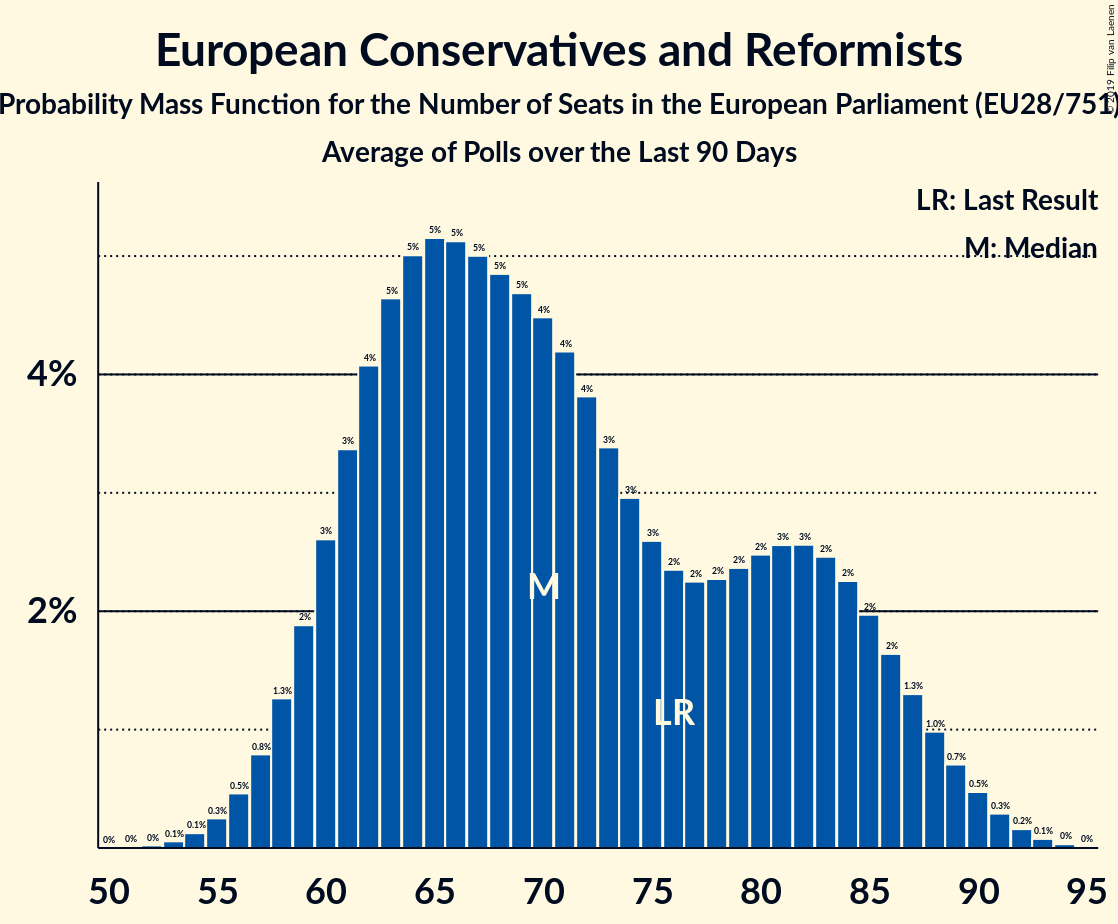 European Conservatives and Reformists
Probability Mass Function for the Number of Seats in the European Parliament (EU28/751)
Average of Polls over the Last 90 Days
© 2019 Filip van Laenen
LR: Last Result
M: Median
4%
2%
0% 0% 0% 0.1% 0.1% 0.3% 0.5% 0.8% 1.3% 2% 3% 3% 4% 5% 5% 5% 5% 5% 5% 5% 4% 4% 4% 3% 3% 3% 2% 2% 2% 2% 2% 3% 3% 2% 2% 2% 2% 1.3% 1.0% 0.7% 0.5% 0.3% 0.2% 0.1% 0% 0%
M
LR
50 55 60 65 70 75 80 85 90 95